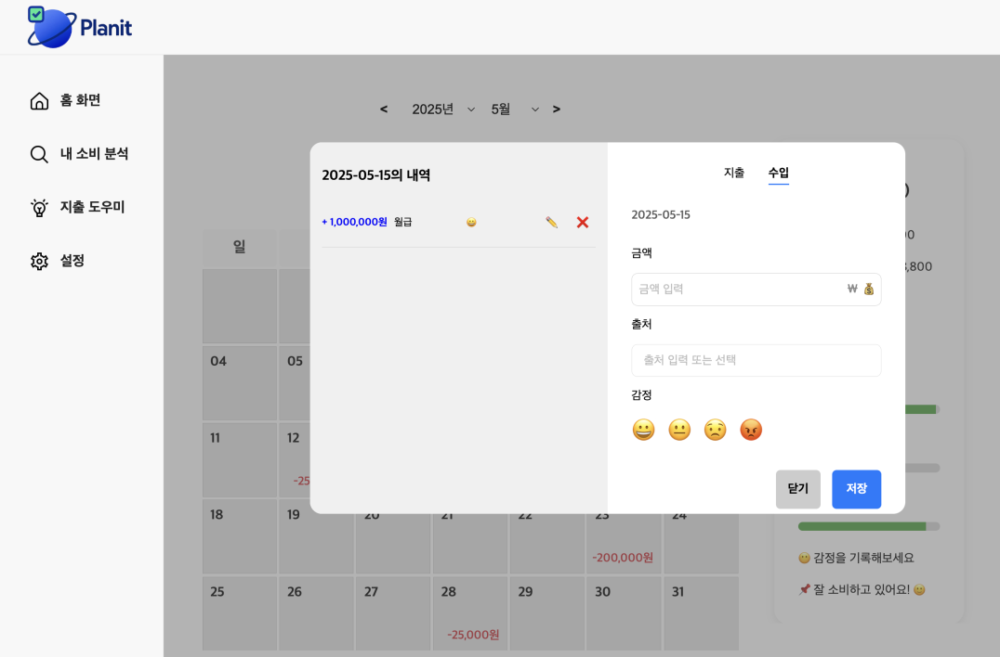 Planit
홈 화면
내 소비 분석
지출 도우미
설정
< 2025년 5월 >
2025-05-15의 내역
+ 1,000,000원 월급
지출 수입
2025-05-15
금액
금액 입력 ₩
출처
출처 입력 또는 선택
감정
닫기 저장
일
04 05
11 12
-25
18 19 20 21 22 23 24
-200,000원
25 26 27 28 29 30 31
-25,000원
)
00
3,800
감정을 기록해보세요
잘 소비하고 있어요!